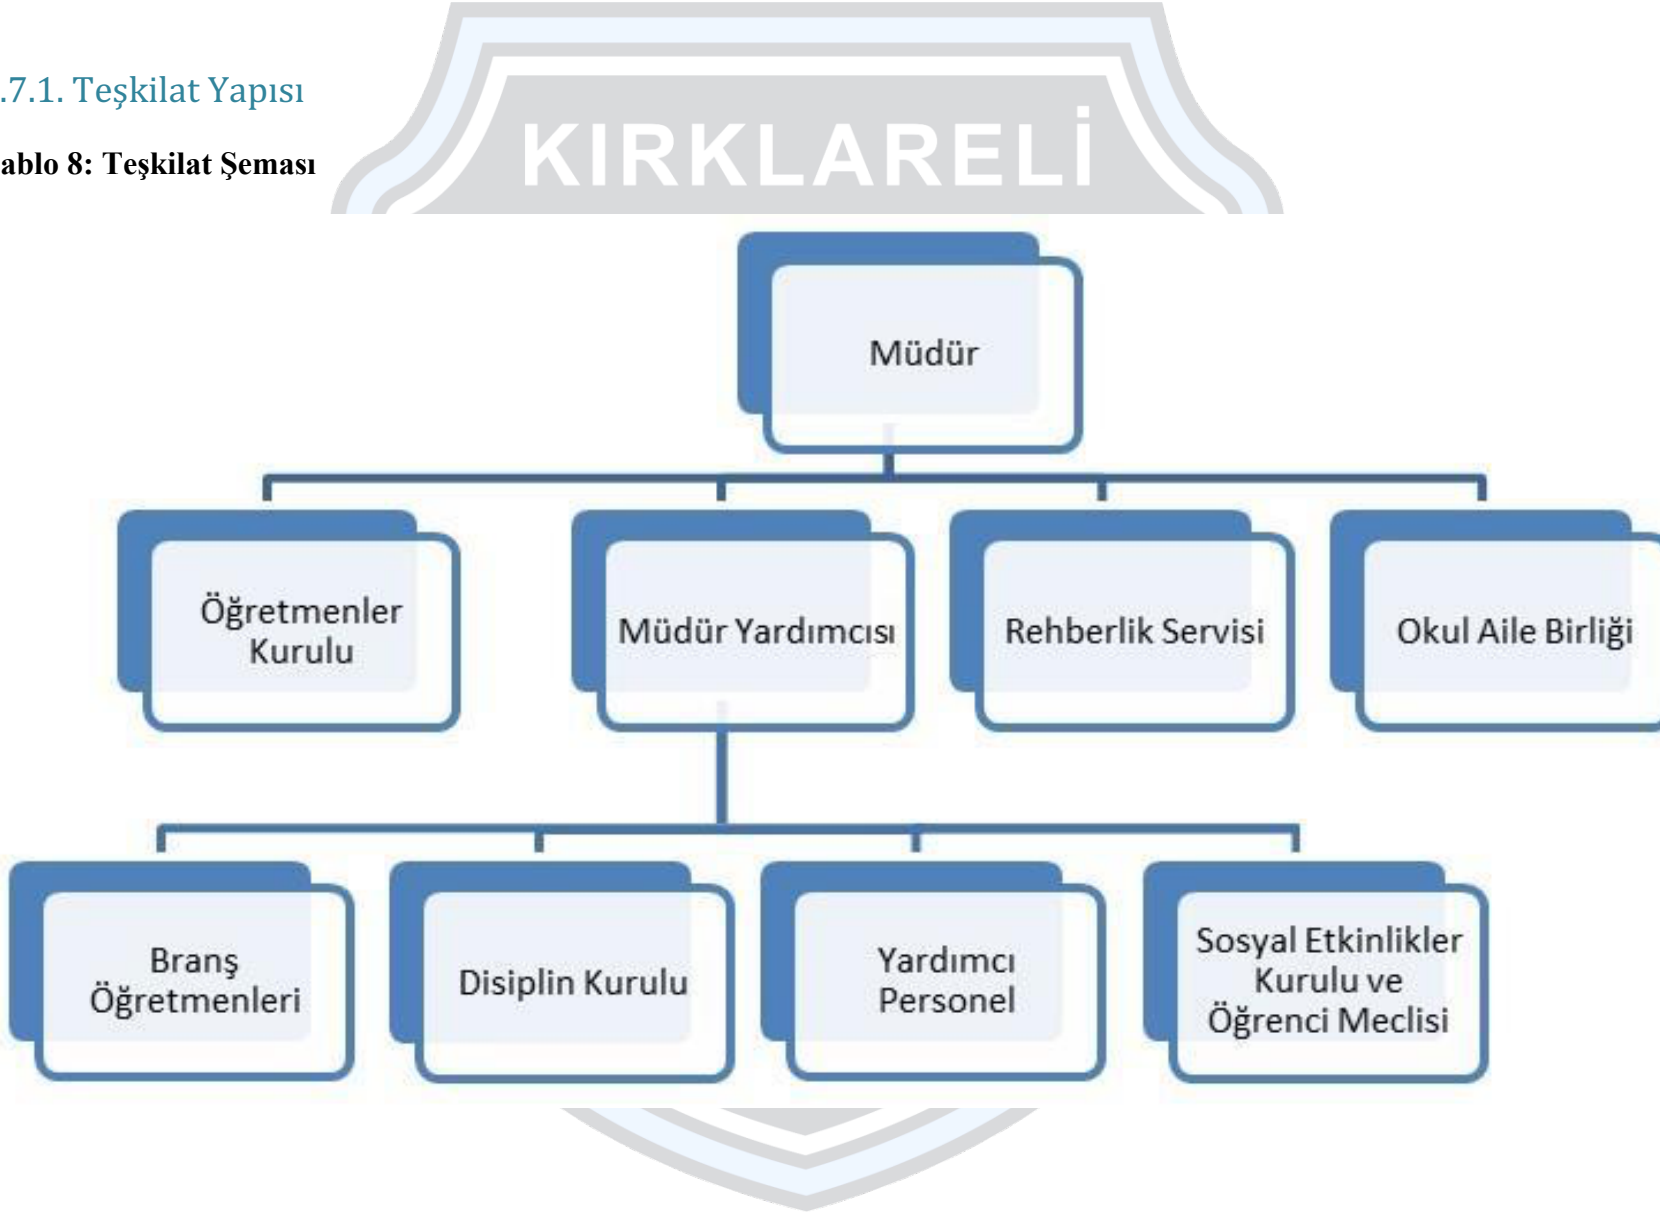 .7.1. Teşkilat Yapısı
ablo 8: Teşkilat Şeması
KIRKLARELİ
Müdür
Öğretmenler
Kurulu
Müdür Yardımcısı
Rehberlik Servisi
Okul Aile Birliği
Branş
Öğretmenleri
Disiplin Kurulu
Yardımcı
Personel
Sosyal Etkinlikler
Kurulu ve
Öğrenci Meclisi